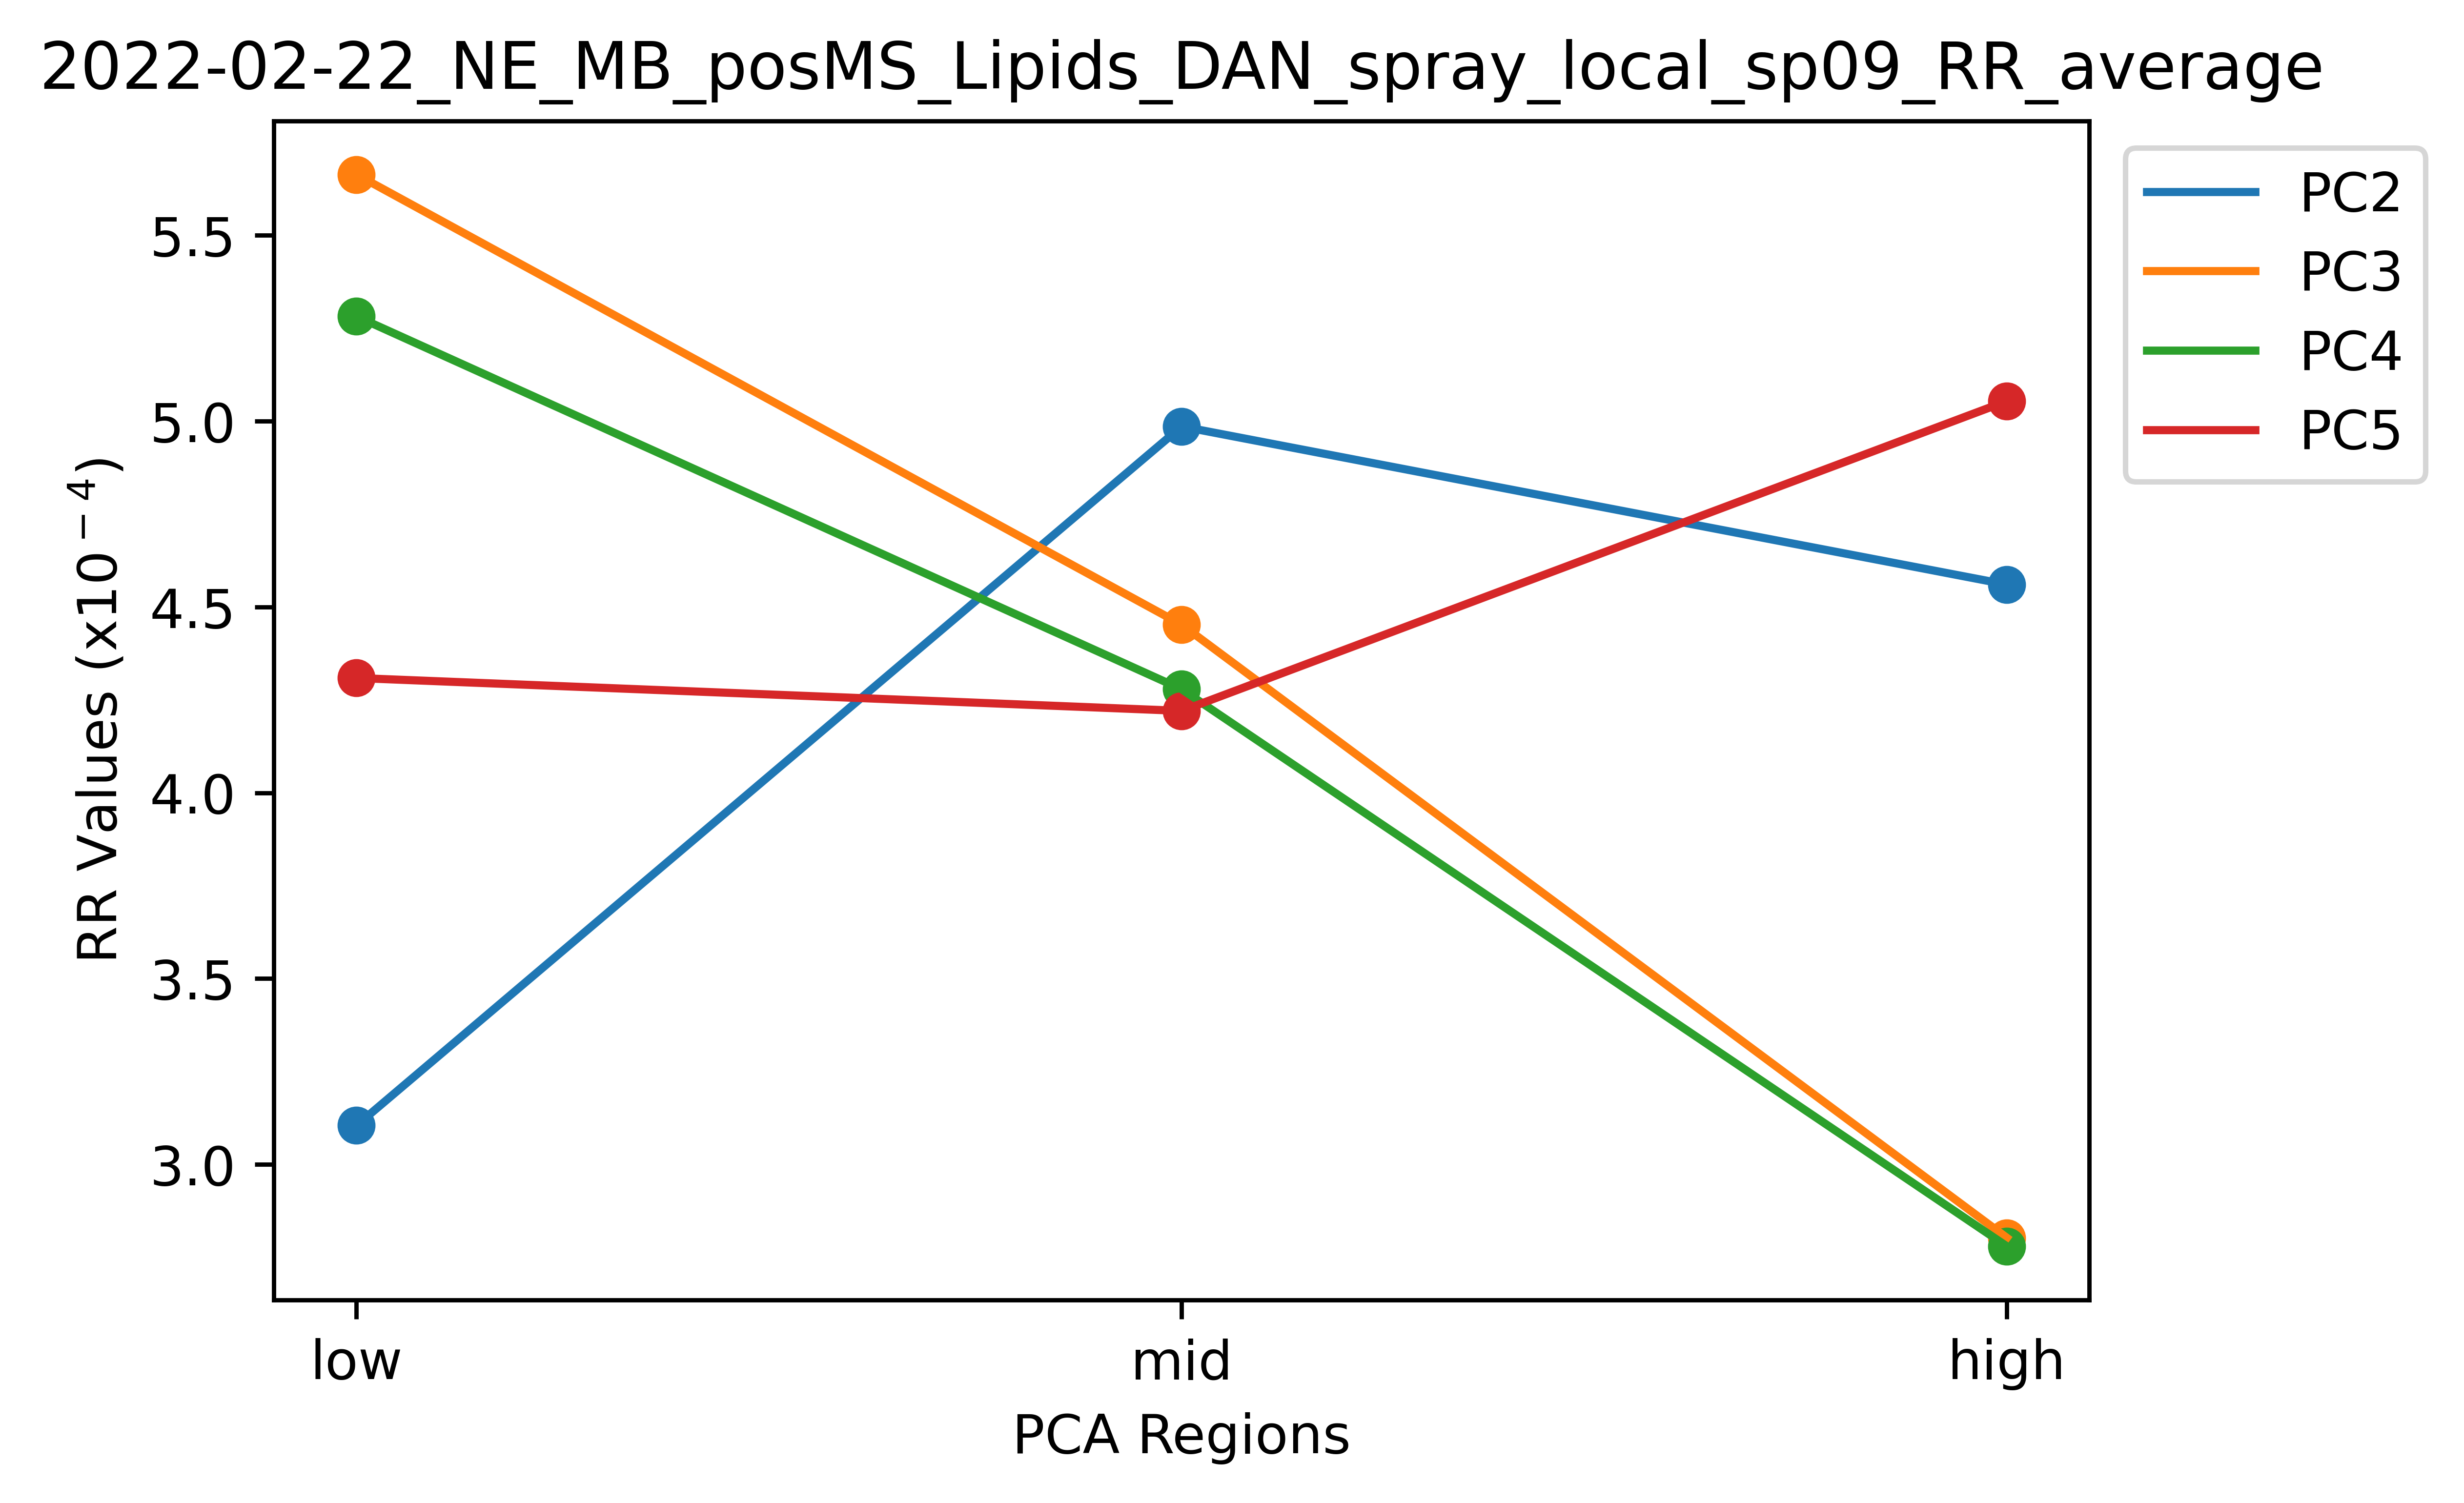 2022-02-22_NE_MB_posMS_Lipids_DAN_spray_local_sp09_RR_average
PC2
PC3
PC4
PC5
RR Values (x10⁻⁴)
5.5
5.0
4.5
4.0
3.5
3.0
low mid high
PCA Regions